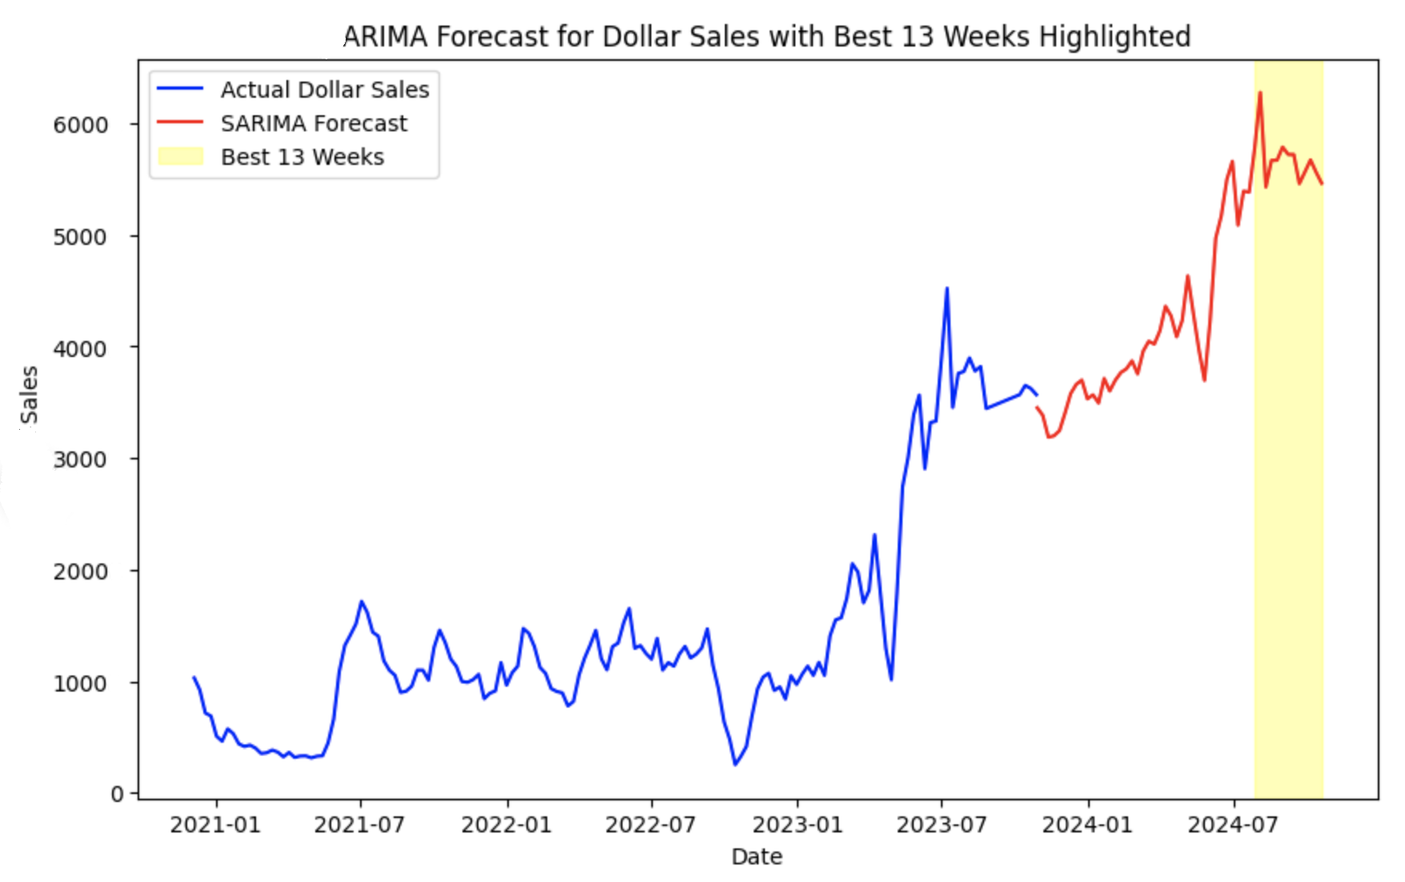 ARIMA Forecast for Dollar Sales with Best 13 Weeks Highlighted
Actual Dollar Sales
SARIMA Forecast
Best 13 Weeks
6000
5000
4000
3000
2000
1000
0
Sales
2021-01
2021-07
2022-01
2022-07
2023-01
2023-07
2024-01
2024-07
Date